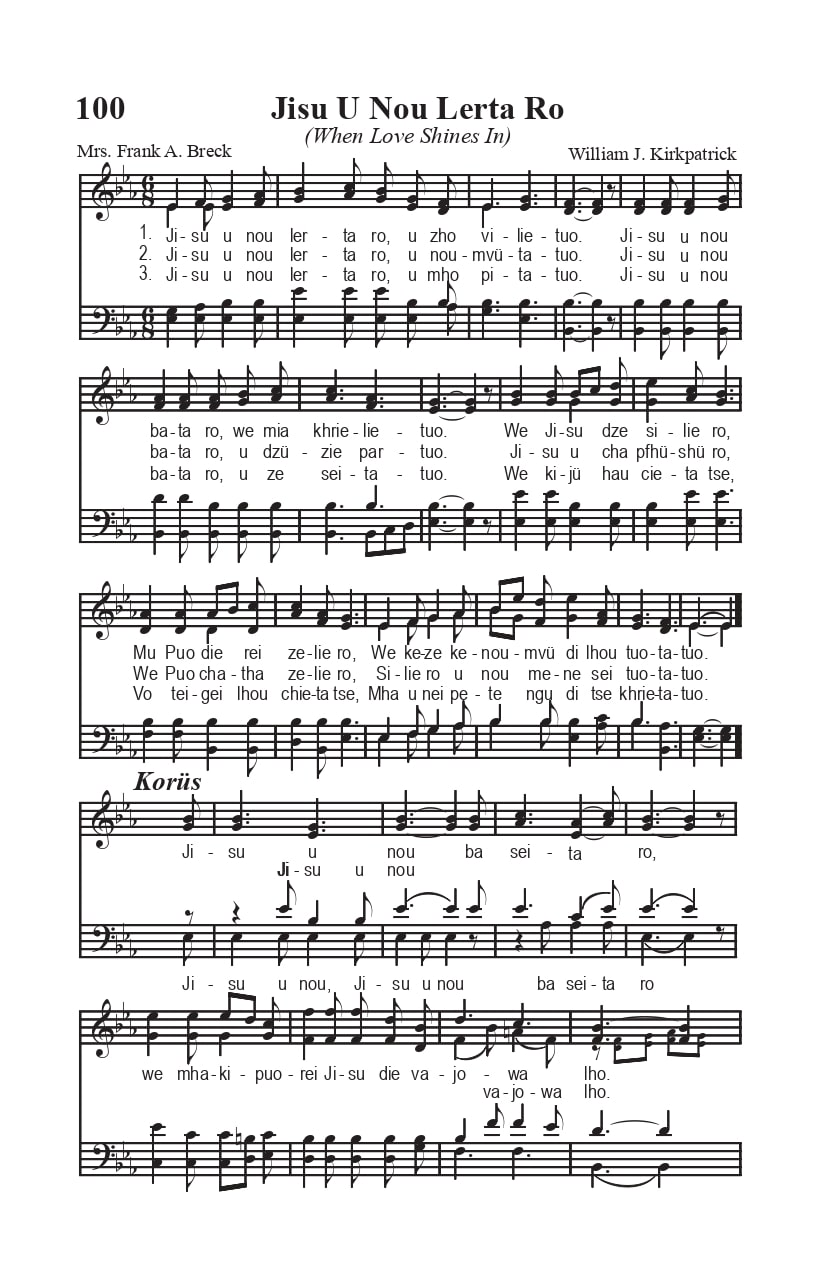 100 Jisu U Nou Lerta Ro
(When Love Shines In)
Mrs. Frank A. Breck William J. Kirkpatrick
1. Ji- su u nou ler- ta ro, u zho vi- lie- tuo. Ji- su u nou
2. Ji- su u nou ler- ta ro, u nou- mvü- ta- tuo. Ji- su u nou
3. Ji- su u nou ler- ta ro, u mho pi- ta- tuo. Ji- su u nou
ba- ta ro, we mia khrie- lie- tuo. We Ji- su dze si- lie ro,
ba- ta ro, u dzü- zie par- tuo. Ji- su u cha pfhü- shü ro,
ba- ta ro, u ze sei- ta- tuo. We ki- jü hau cie- ta tse,
Mu Puo die rei ze- lie ro, We ke- ze ke- nou- mvü di lhou tuo- ta- tuo.
We Puo cha- tha ze- lie ro, Si- lie ro u nou me- ne sei tuo- ta- tuo.
Vo tei- gei lhou chie- ta tse, Mha u nei pe- te ngu di tse khrie- ta- tuo.
Korüs
Ji- su u nou ba sei- ta ro,
Ji- su u nou
Ji- su u nou, Ji- su u nou ba sei- ta ro
we mha- ki- puo- rei Ji- su die va- jo- wa lho.
va- jo- wa lho.